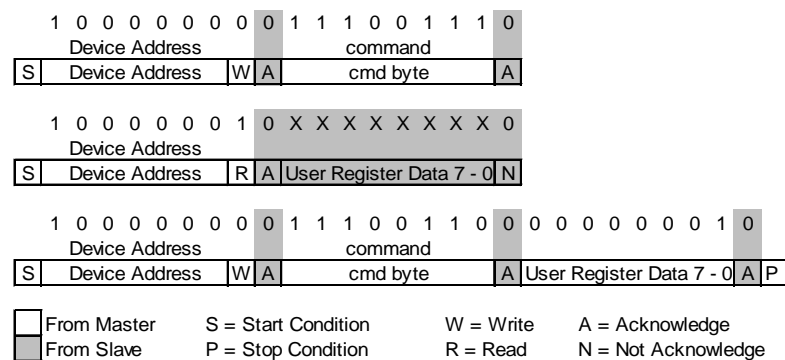 1 0 0 0 0 0 0 0 0 1 1 1 0 0 1 1 1 0
Device Address command
S Device Address W A cmd byte A
1 0 0 0 0 0 0 1 0 X X X X X X X X 0
Device Address
S Device Address R A User Register Data 7 - 0 N
1 0 0 0 0 0 0 0 0 1 1 1 0 0 1 1 0 0 0 0 0 0 0 0 0 1 0
Device Address command
S Device Address W A cmd byte A User Register Data 7 - 0 A P
From Master S = Start Condition W = Write A = Acknowledge
From Slave P = Stop Condition R = Read N = Not Acknowledge